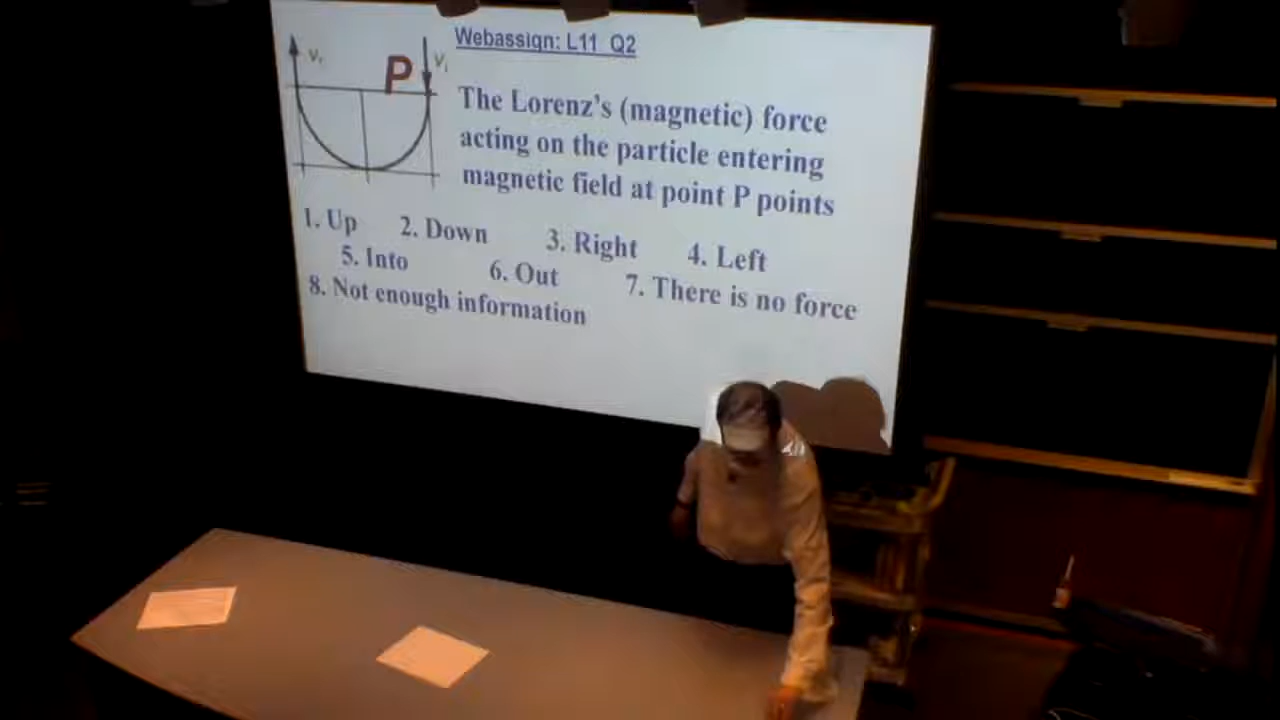 Webassign: L11 Q2
P
The Lorenz's (magnetic) force
acting on the particle entering
magnetic field at point P points
1. Up 2. Down 3. Right 4. Left
5. Into 6. Out 7. There is no force
8. Not enough information